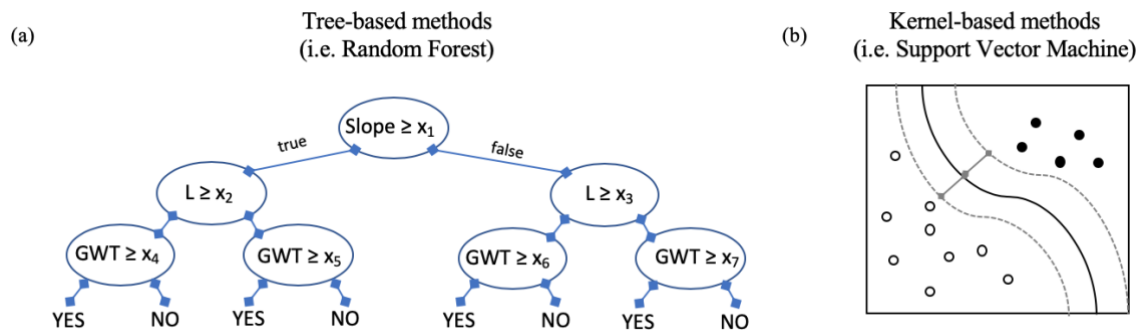 (a)
Tree-based methods
(i.e. Random Forest)
Slope ≥ x₁
true
false
L ≥ x₂
L ≥ x₃
GWT ≥ x₄
GWT ≥ x₅
GWT ≥ x₆
GWT ≥ x₇
YES
NO
YES
NO
YES
NO
YES
NO
(b)
Kernel-based methods
(i.e. Support Vector Machine)